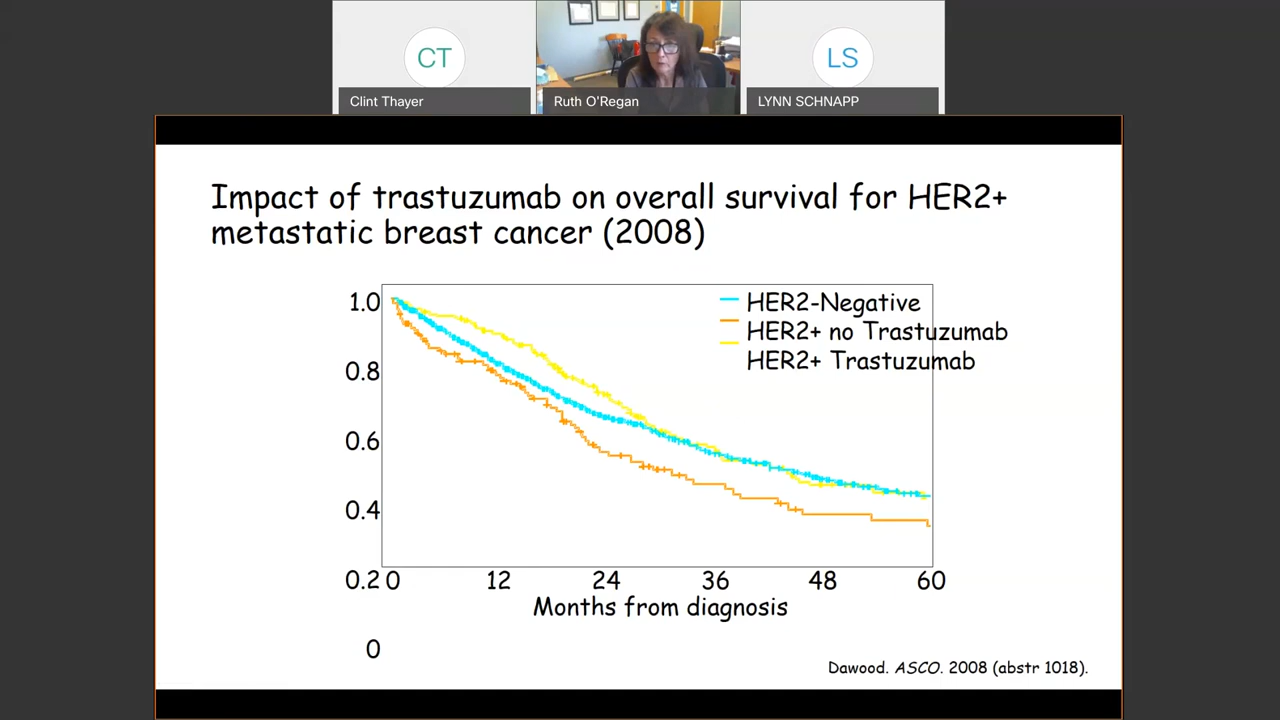 CT
LS
Clint Thayer
Ruth O'Regan
LYNN SCHNAPP
Impact of trastuzumab on overall survival for HER2+
metastatic breast cancer (2008)
HER2-Negative
HER2+ no Trastuzumab
HER2+ Trastuzumab
1.0
0.8
0.6
0.4
0.2
0
0 12 24 36 48 60
Months from diagnosis
Dawood. ASCO. 2008 (abstr 1018).